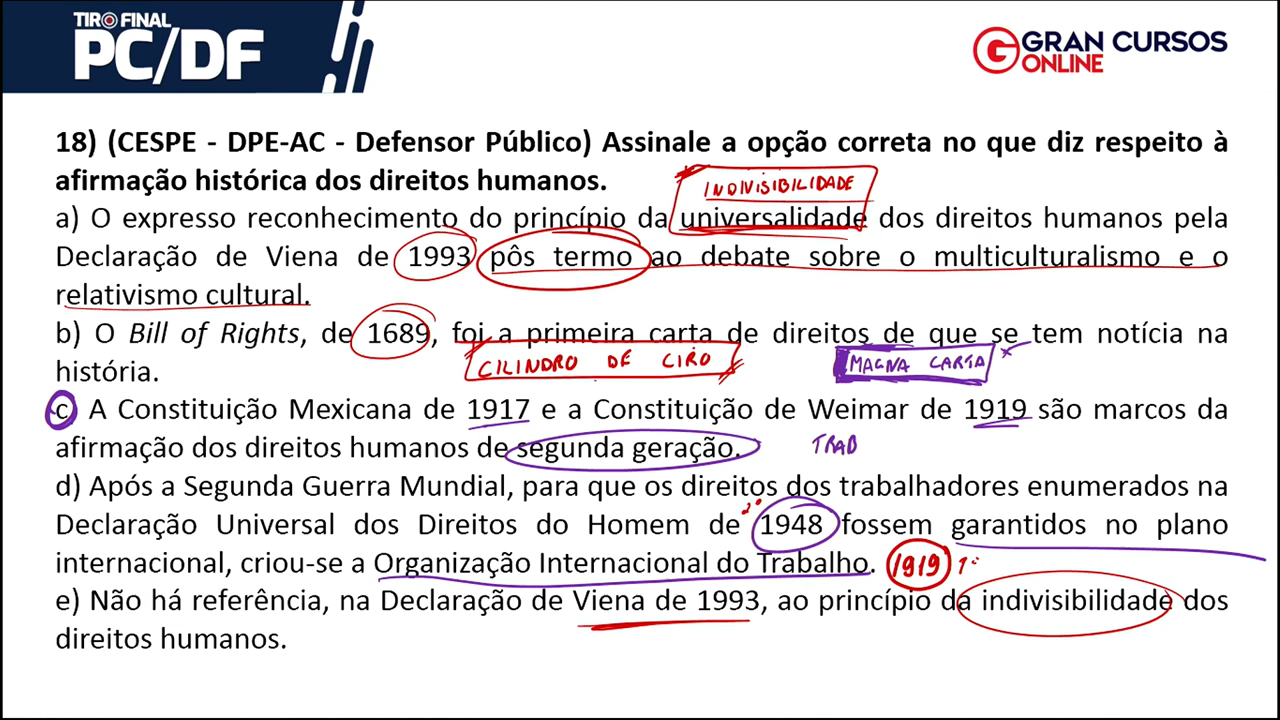 TIRO FINAL
PC/DF
GRAN CURSOS
ONLINE
18) (CESPE - DPE-AC - Defensor Público) Assinale a opção correta no que diz respeito à
afirmação histórica dos direitos humanos.
INDIVISIBILIDADE
a) O expresso reconhecimento do princípio da universalidade dos direitos humanos pela
Declaração de Viena de 1993 pôs termo ao debate sobre o multiculturalismo e o
relativismo cultural.
b) O Bill of Rights, de 1689, foi a primeira carta de direitos de que se tem notícia na
história.
CILINDRO DE CIRO
MAGNA CARTA
c) A Constituição Mexicana de 1917 e a Constituição de Weimar de 1919 são marcos da
afirmação dos direitos humanos de segunda geração.
TRAB
d) Após a Segunda Guerra Mundial, para que os direitos dos trabalhadores enumerados na
Declaração Universal dos Direitos do Homem de 1948 fossem garantidos no plano
internacional, criou-se a Organização Internacional do Trabalho.
1919
e) Não há referência, na Declaração de Viena de 1993, ao princípio da indivisibilidade dos
direitos humanos.